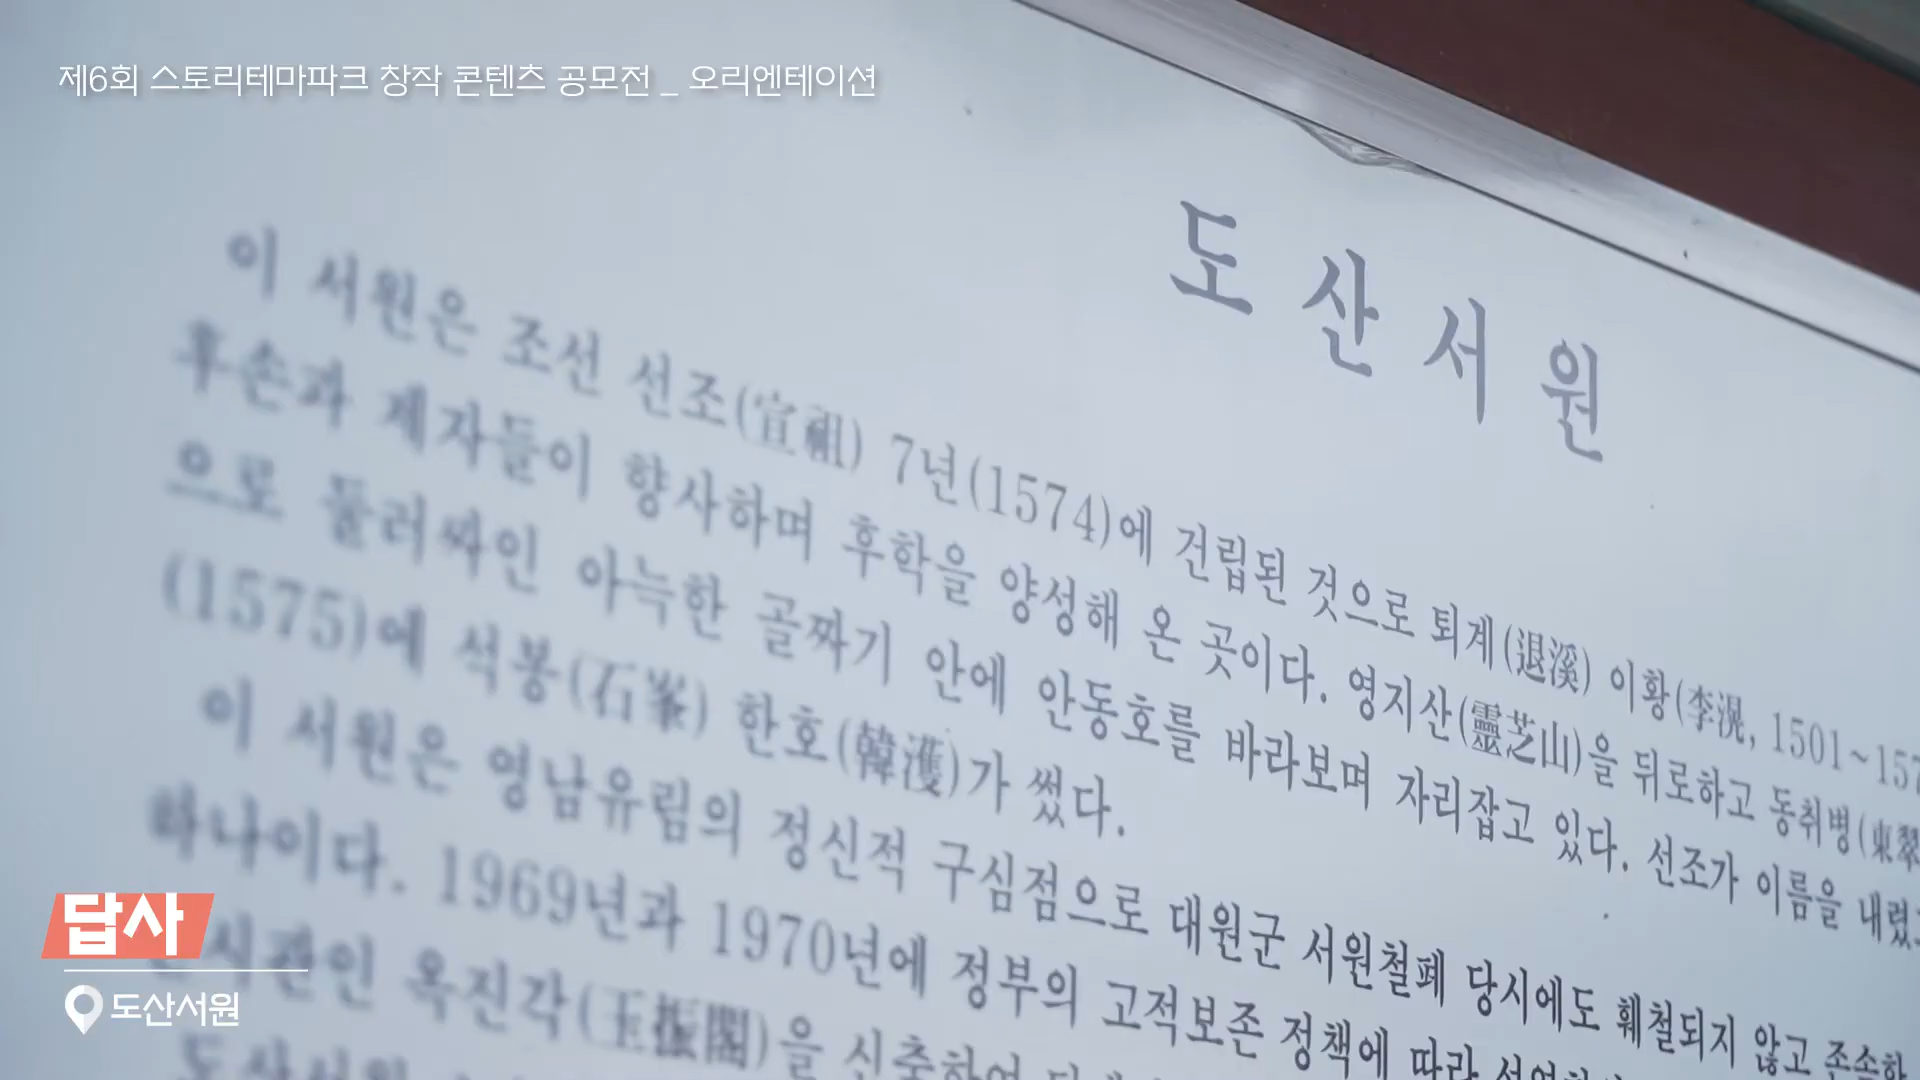 제6회 스토리테마파크 창작 콘텐츠 공모전 _ 오리엔테이션
도산서원
이 서원은 조선 선조(宣祖) 7년(1574)에 건립된 것으로 퇴계(退溪) 이황(李滉, 1501~157
후손과 제자들이 향사하며 후학을 양성해 온 곳이다. 영지산(靈芝山)을 뒤로하고 동취병(東翠
으로 둘러싸인 아늑한 골짜기 안에 안동호를 바라보며 자리잡고 있다. 선조가 이름을 내렸고
(1575)에 석봉(石峯) 한호(韓濩)가 썼다.
이 서원은 영남유림의 정신적 구심점으로 대원군 서원철폐 당시에도 훼철되지 않고 존속한
하나이다. 1969년과 1970년에 정부의 고적보존 정책에 따라
시관인 옥진각(玉振閣)을 신축하여
답사
도산서원